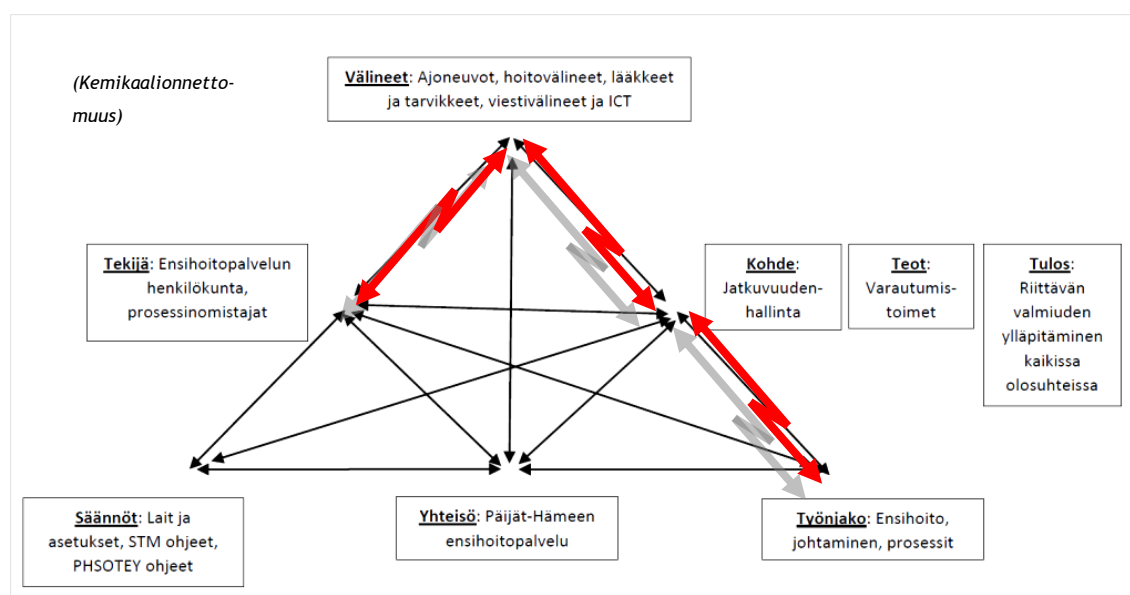 (Kemikaalionnetto-
muus)
Välineet: Ajoneuvot, hoitovälineet, lääkkeet
ja tarvikkeet, viestivälineet ja ICT
Tekijä: Ensihoitopalvelun
henkilökunta,
prosessinomistajat
Kohde:
Jatkuvuuden-
hallinta
Teot:
Varautumis-
toimet
Tulos:
Riittävän
valmiuden
ylläpitäminen
kaikissa
olosuhteissa
Säännöt: Lait ja
asetukset, STM ohjeet,
PHSOTEY ohjeet
Yhteisö: Päijät-Hämeen
ensihoitopalvelu
Työnjako: Ensihoito,
johtaminen, prosessit